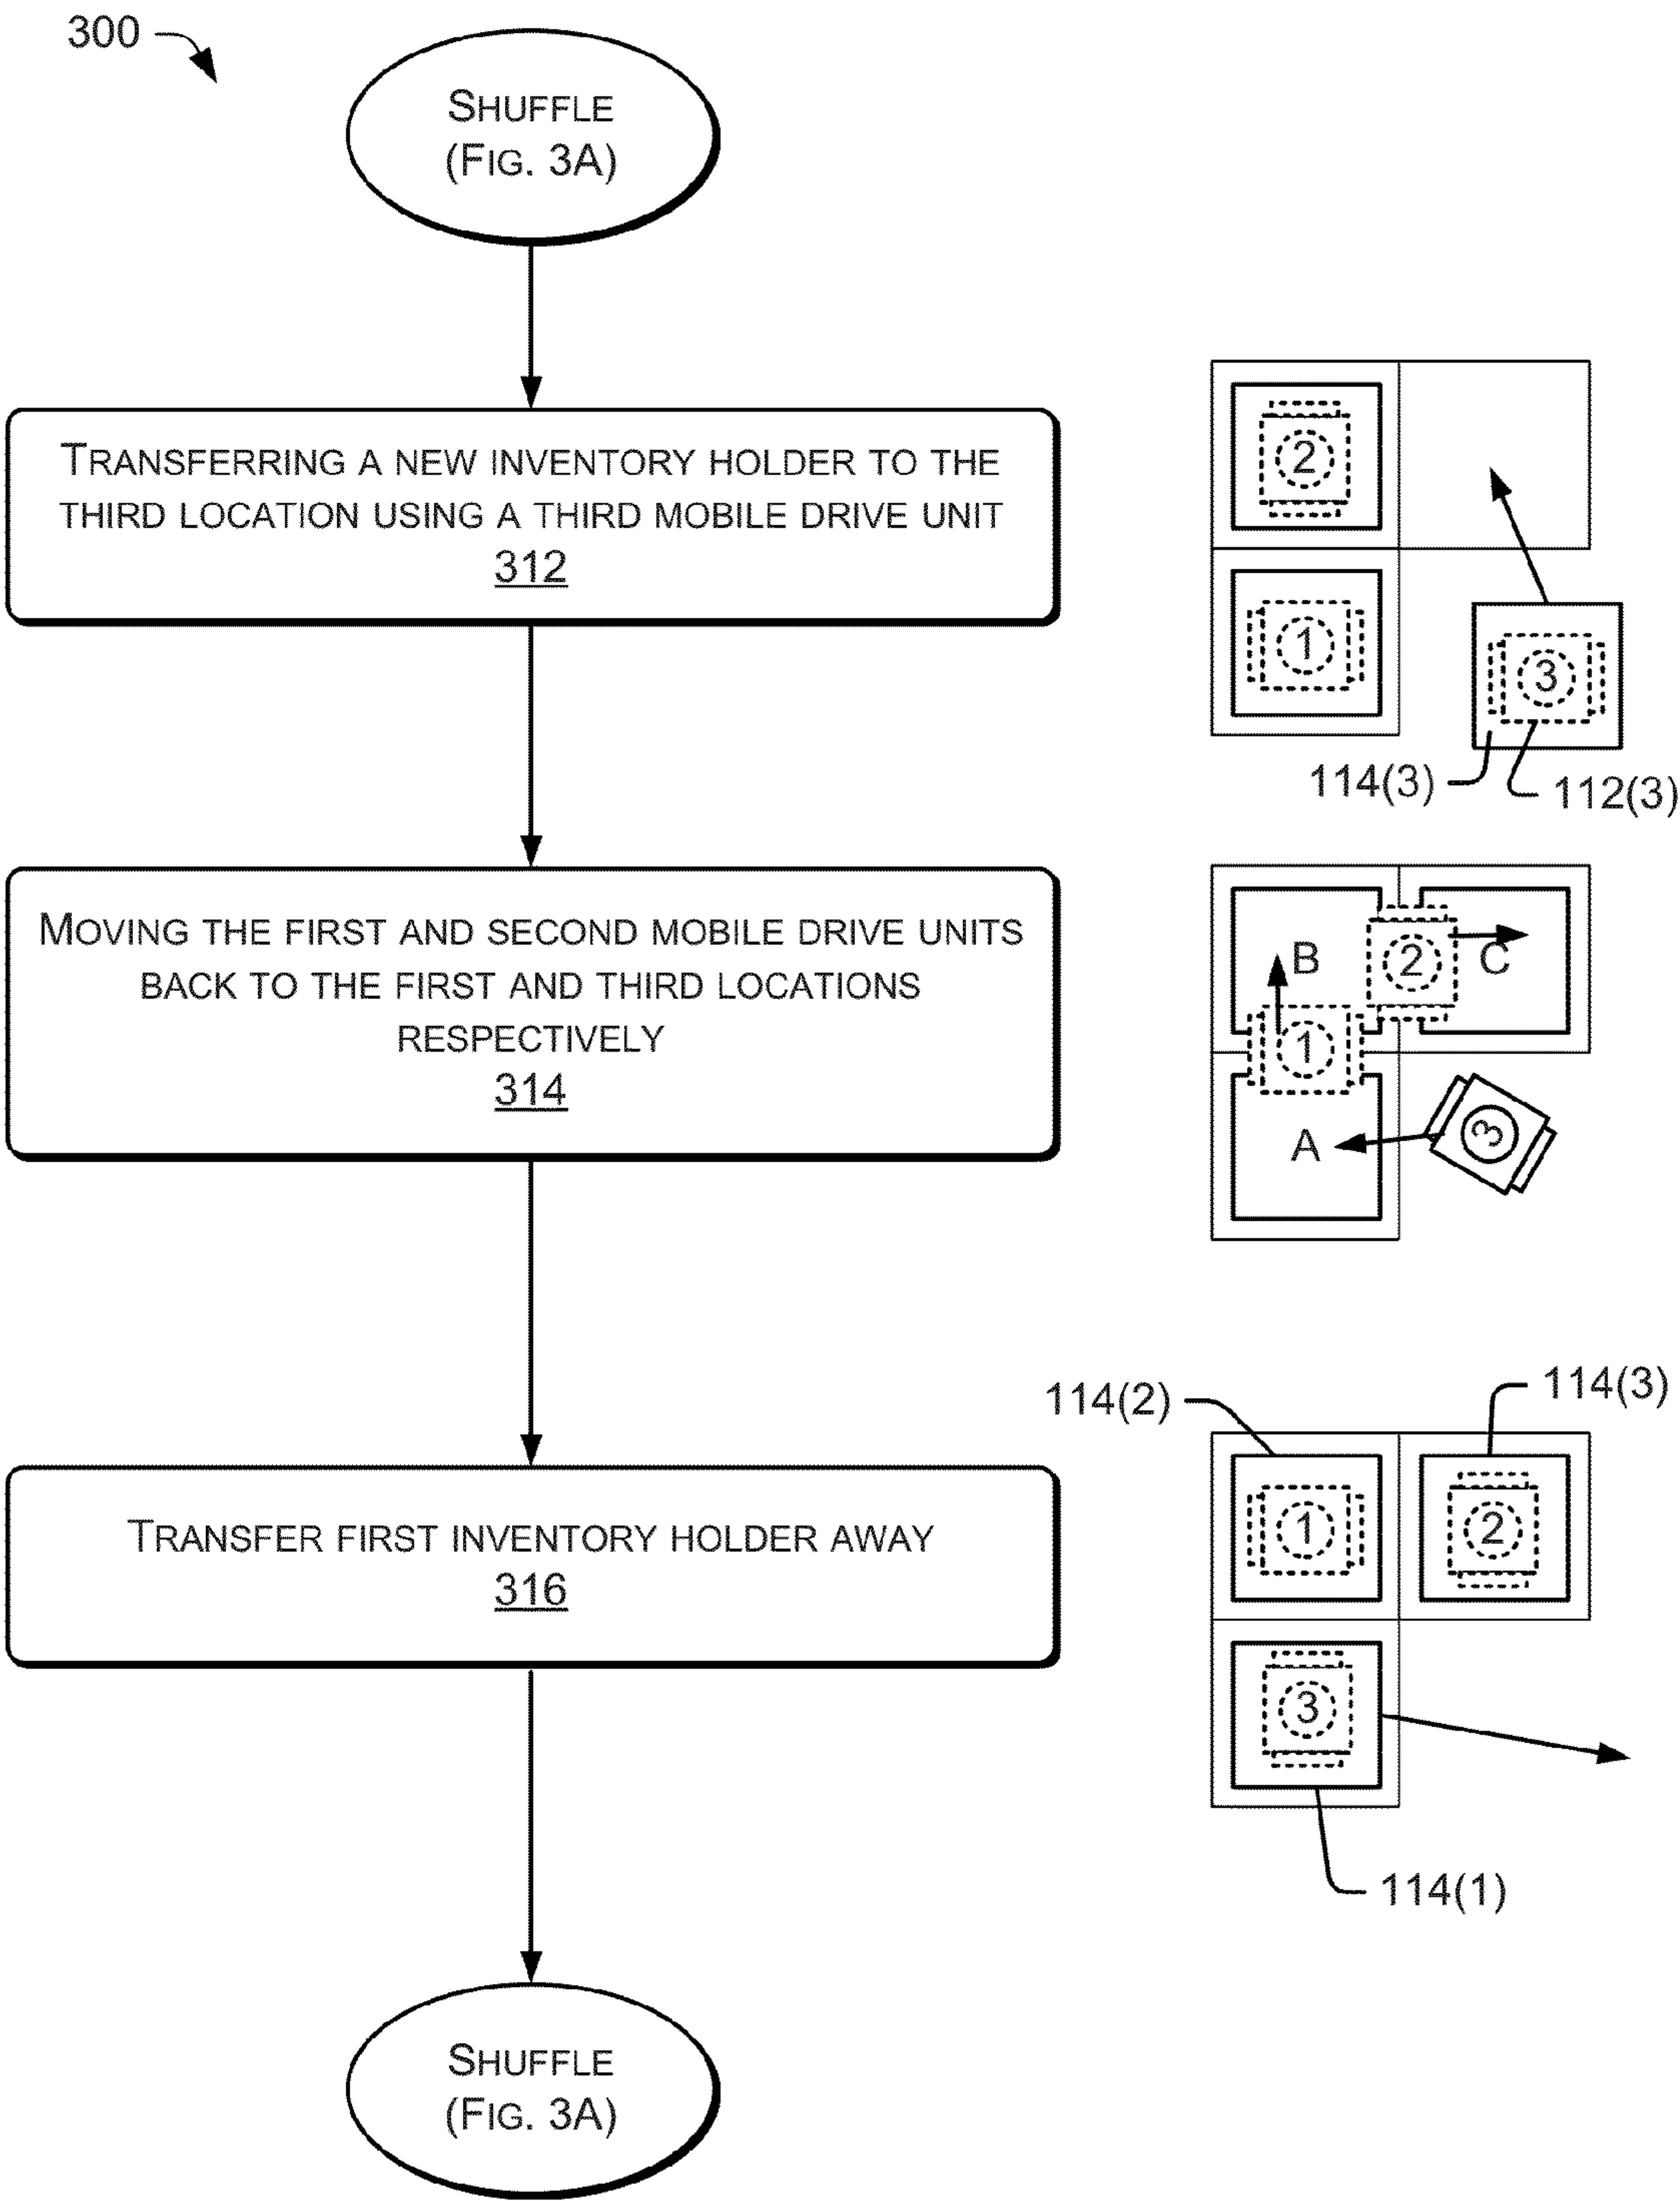 300
SHUFFLE
(FIG. 3A)
TRANSFERRING A NEW INVENTORY HOLDER TO THE
THIRD LOCATION USING A THIRD MOBILE DRIVE UNIT
312
2
1
3
114(3)
112(3)
MOVING THE FIRST AND SECOND MOBILE DRIVE UNITS
BACK TO THE FIRST AND THIRD LOCATIONS
RESPECTIVELY
314
B
2
C
1
A
3
TRANSFER FIRST INVENTORY HOLDER AWAY
316
114(2)
114(3)
1
2
3
114(1)
SHUFFLE
(FIG. 3A)